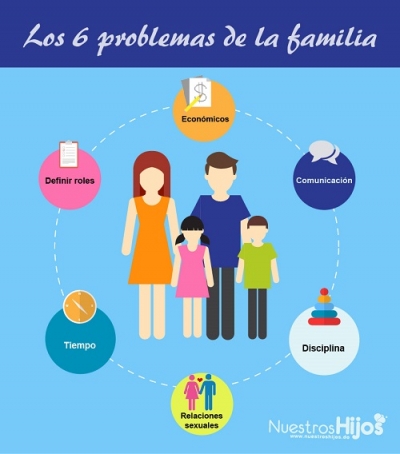 Los 6 problemas de la familia
Económicos
Definir roles
Comunicación
Tiempo
Disciplina
Relaciones
sexuales
NuestrosHijos